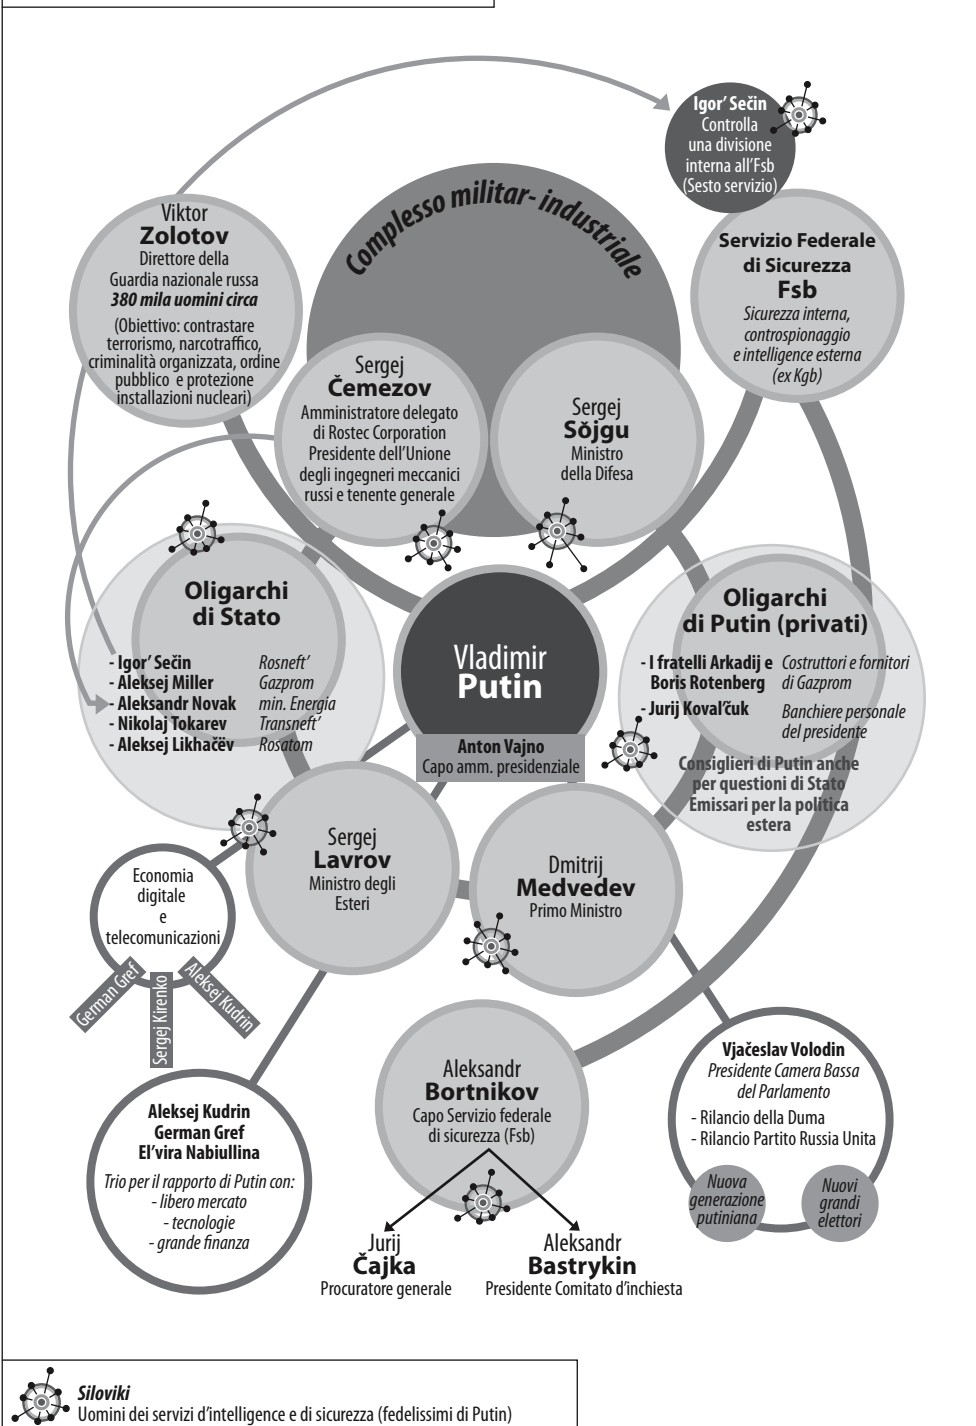 Igor’ Sečin
Controlla
una divisione
interna all’Fsb
(Sesto servizio)
Complesso militar- industriale
Viktor
Zolotov
Direttore della
Guardia nazionale russa
380 mila uomini circa
(Obiettivo: contrastare
terrorismo, narcotraffico,
criminalità organizzata, ordine
pubblico e protezione
installazioni nucleari)
Servizio Federale
di Sicurezza
Fsb
Sicurezza interna,
controspionaggio
e intelligence esterna
(ex Kgb)
Sergej
Čemezov
Amministratore delegato
di Rostec Corporation
Presidente dell’Unione
degli ingegneri meccanici
russi e tenente generale
Sergej
Sŏjgu
Ministro
della Difesa
Oligarchi
di Stato
- Igor’ Sečin Rosneft’
- Aleksej Miller Gazprom
- Aleksandr Novak min. Energia
- Nikolaj Tokarev Transneft’
- Aleksej Likhačëv Rosatom
Vladimir
Putin
Anton Vajno
Capo amm. presidenziale
Oligarchi
di Putin (privati)
- I fratelli Arkadij e Costruttori e fornitori
Boris Rotenberg di Gazprom
- Jurij Koval’čuk Banchiere personale
del presidente
Consiglieri di Putin anche
per questioni di Stato
Emissari per la politica
estera
Sergej
Lavrov
Ministro degli
Esteri
Dmitrij
Medvedev
Primo Ministro
Economia
digitale
e
telecomunicazioni
German Gref
Sergej Kirenko
Aleksej Kudrin
Aleksej Kudrin
German Gref
El’vira Nabiullina
Trio per il rapporto di Putin con:
- libero mercato
- tecnologie
- grande finanza
Aleksandr
Bortnikov
Capo Servizio federale
di sicurezza (Fsb)
Jurij
Čajka
Procuratore generale
Aleksandr
Bastrykin
Presidente Comitato d’inchiesta
Vjačeslav Volodin
Presidente Camera Bassa
del Parlamento
- Rilancio della Duma
- Rilancio Partito Russia Unita
Nuova
generazione
putiniana
Nuovi
grandi
elettori
Siloviki
Uomini dei servizi d’intelligence e di sicurezza (fedelissimi di Putin)